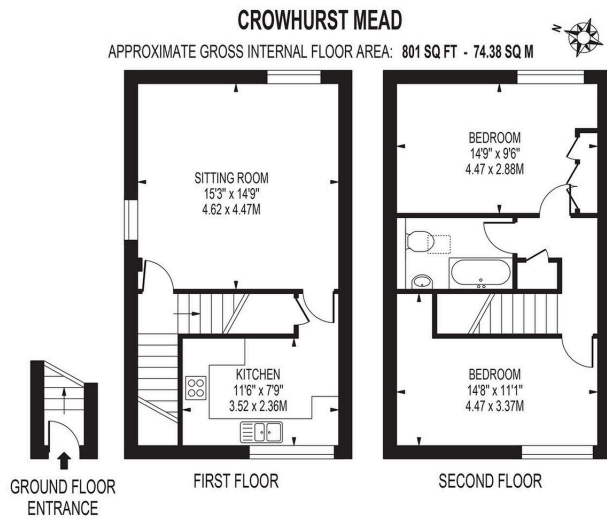 CROWHURST MEAD
APPROXIMATE GROSS INTERNAL FLOOR AREA: 801 SQ FT - 74.38 SQ M
N
SITTING ROOM
15'3" x 14'9"
4.62 x 4.47M
BEDROOM
14'9" x 9'6"
4.47 x 2.88M
KITCHEN
11'6" x 7'9"
3.52 x 2.36M
BEDROOM
14'8" x 11'1"
4.47 x 3.37M
GROUND FLOOR
ENTRANCE
FIRST FLOOR
SECOND FLOOR